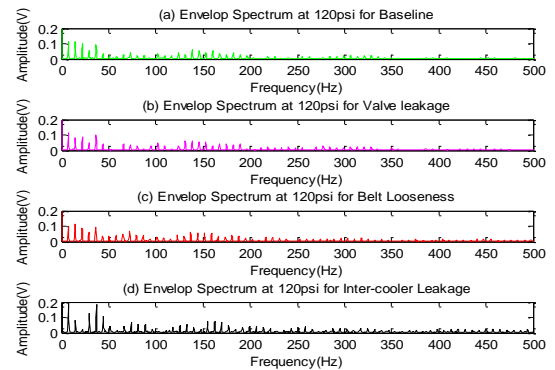 (a) Envelop Spectrum at 120psi for Baseline
Amplitude(V)
0.2
0.1
0
0 50 100 150 200 250 300 350 400 450 500
Frequency(Hz)
(b) Envelop Spectrum at 120psi for Valve leakage
Amplitude(V)
0.2
0.1
0
0 50 100 150 200 250 300 350 400 450 500
Frequency(Hz)
(c) Envelop Spectrum at 120psi for Belt Looseness
Amplitude(V)
0.2
0.1
0
0 50 100 150 200 250 300 350 400 450 500
Frequency(Hz)
(d) Envelop Spectrum at 120psi for Inter-cooler Leakage
Amplitude(V)
0.2
0.1
0
0 50 100 150 200 250 300 350 400 450 500
Frequency(Hz)